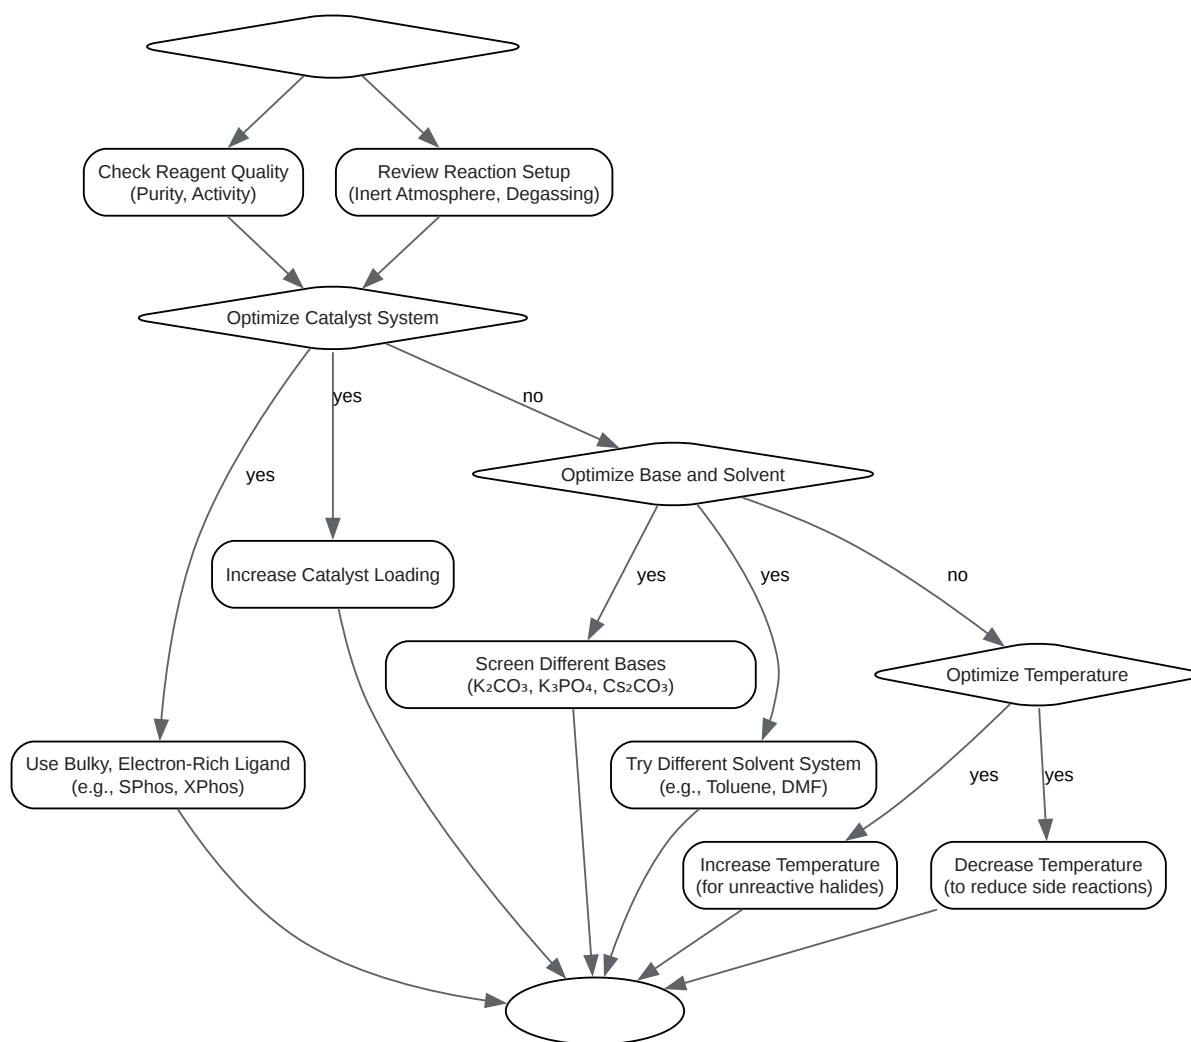 Check Reagent Quality
(Purity, Activity)
Review Reaction Setup
(Inert Atmosphere, Degassing)
Optimize Catalyst System
yes
no
yes
Optimize Base and Solvent
Increase Catalyst Loading
yes
yes
no
Screen Different Bases
(K₂CO₃, K₃PO₄, Cs₂CO₃)
Optimize Temperature
Use Bulky, Electron-Rich Ligand
(e.g., SPhos, XPhos)
Try Different Solvent System
(e.g., Toluene, DMF)
yes
yes
Increase Temperature
(for unreactive halides)
Decrease Temperature
(to reduce side reactions)